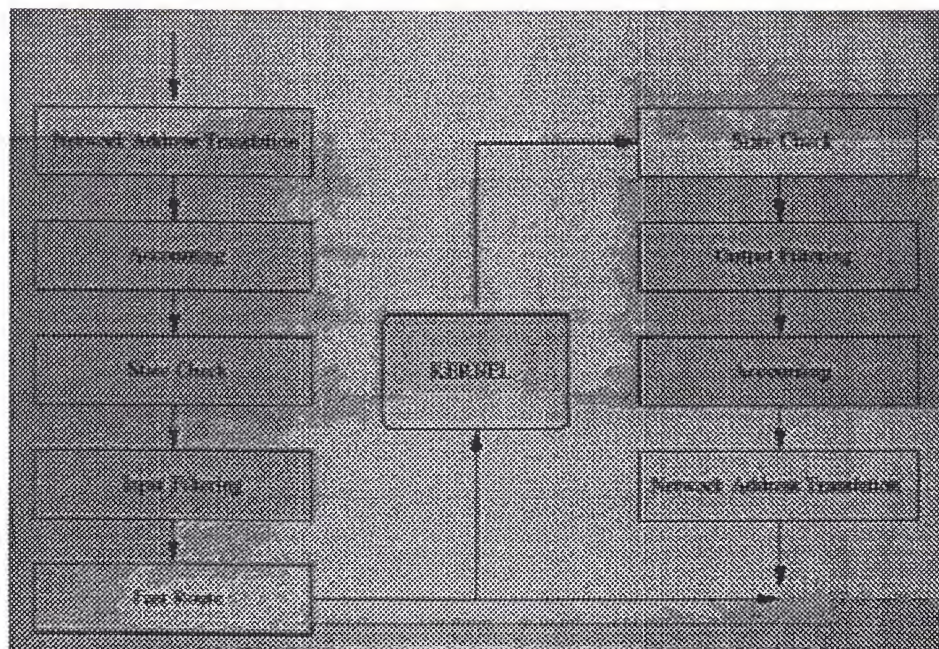 Network Address Translation
Accounting
State Check
Input Filtering
Fast Route
KERNEL
State Check
Output Filtering
Accounting
Network Address Translation